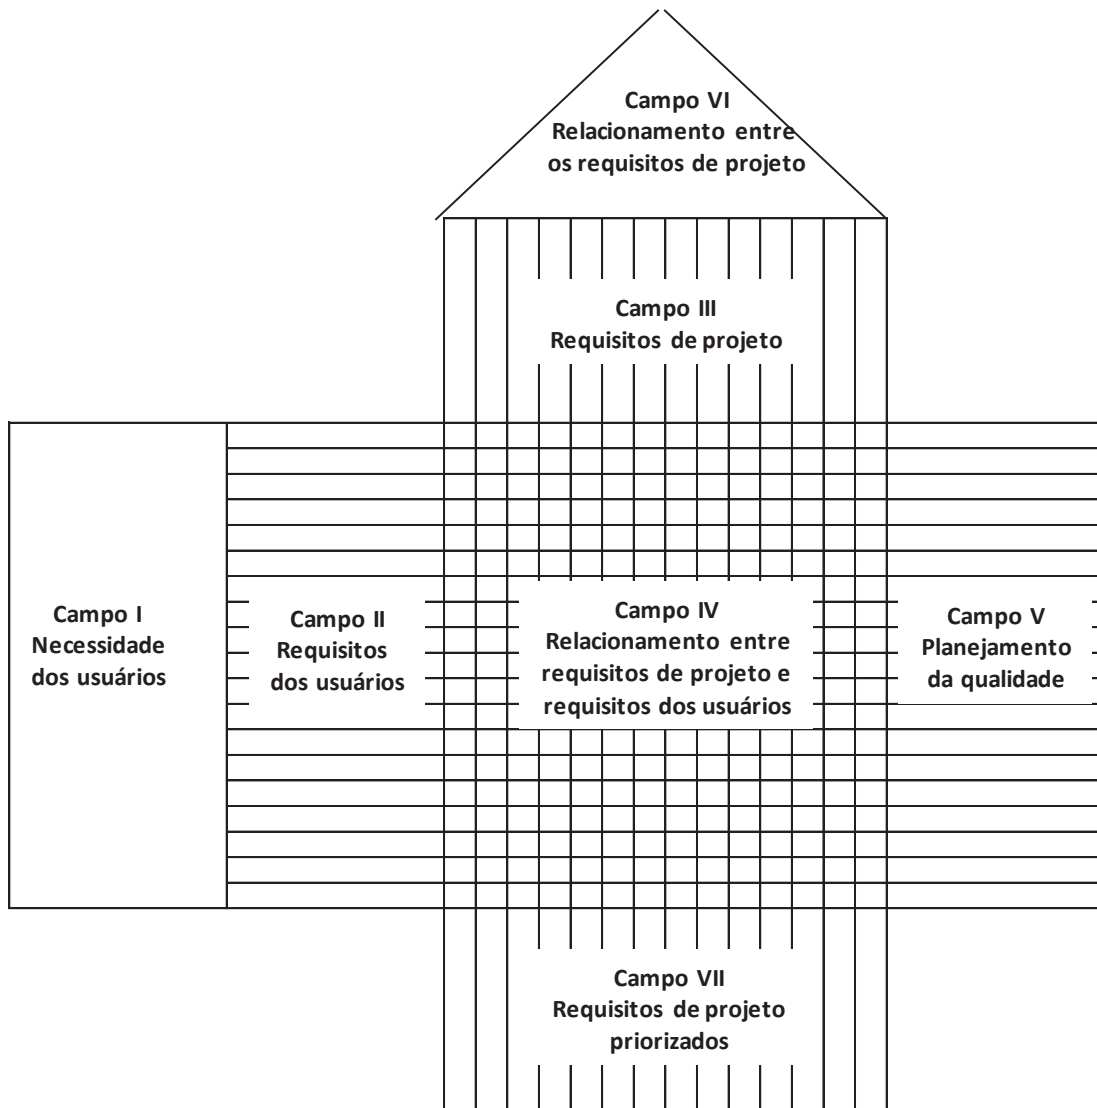 Campo VI
Relacionamento entre
os requisitos de projeto
Campo III
Requisitos de projeto
Campo I
Necessidade
dos usuários
Campo II
Requisitos
dos usuários
Campo IV
Relacionamento entre
requisitos de projeto e
requisitos dos usuários
Campo V
Planejamento
da qualidade
Campo VII
Requisitos de projeto
priorizados